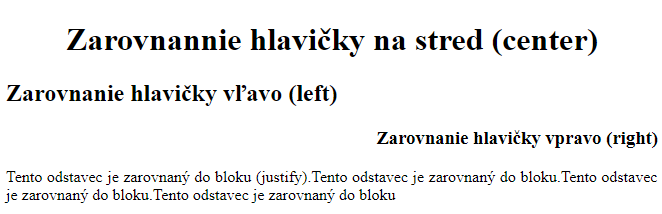 Zarovnannie hlavičky na stred (center)
Zarovnanie hlavičky vľavo (left)
Zarovnanie hlavičky vpravo (right)
Tento odstavec je zarovnaný do bloku (justify).Tento odstavec je zarovnaný do bloku.Tento odstavec
je zarovnaný do bloku.Tento odstavec je zarovnaný do bloku